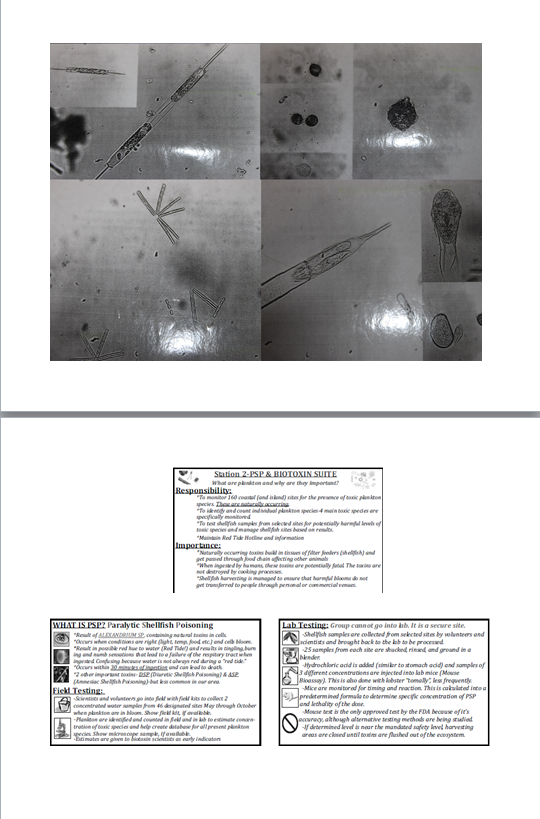 Station 2-PSP & BIOTOXIN SUITE
What are plankton and why are they important?
Responsibility:
*To monitor 160 coastal (and island) sites for the presence of toxic plankton
species. These are naturally occurring.
*To identify and count individual plankton species-4 main toxic species are
specifically monitored.
*To test shellfish samples from selected sites for potentially harmful levels of
toxic species and manage shellfish sites based on results.
*Maintain Red Tide Hotline and information
Importance:
*Naturally occurring toxins build in tissues of filter feeders (shellfish) and
get passed through food chain affecting other animals
*When ingested by humans, these toxins are potentially fatal. The toxins are
not destroyed by cooking processes.
*Shellfish harvesting is managed to ensure that harmful blooms do not
get transferred to people through personal or commercial venues.
WHAT IS PSP? Paralytic Shellfish Poisoning
*Result of ALEXANDRIUM SP. containing natural toxins in cells.
*Occurs when conditions are right (light, temp, food, etc.) and cells bloom.
*Result in possible red hue to water (Red Tide!) and results in tingling, burn
ing and numb sensations that lead to a failure of the respitory tract when
ingested. Confusing because water is not always red during a "red tide."
*Occurs within 30 minutes of ingestion and can lead to death.
*2 other important toxins- DSP (Diuretic Shellfish Poisoning) & ASP
(Amnesiac Shellfish Poisoning) but less common in our area.
Field Testing:
-Scientists and volunteers go into field with field kits to collect 2
concentrated water samples from 46 designated sites May through October
when plankton are in bloom. Show field kit, if available.
-Plankton are identified and counted in field and in lab to estimate concen-
tration of toxic species and help create database for all present plankton
species. Show microscope sample, if available.
-Estimates are given to biotoxin scientists as early indicators
Lab Testing: Group cannot go into lab. It is a secure site.
-Shellfish samples are collected from selected sites by volunteers and
scientists and brought back to the lab to be processed.
-25 samples from each site are shucked, rinsed, and ground in a
blender.
-Hydrochloric acid is added (similar to stomach acid) and samples of
3 different concentrations are injected into lab mice (Mouse
Bioassay). This is also done with lobster "tomally", less frequently.
-Mice are monitored for timing and reaction. This is calculated into a
predetermined formula to determine specific concentration of PSP
and lethality of the dose.
-Mouse test is the only approved test by the FDA because of it's
accuracy, although alternative testing methods are being studied.
-If determined level is near the mandated safety level, harvesting
areas are closed until toxins are flushed out of the ecosystem.